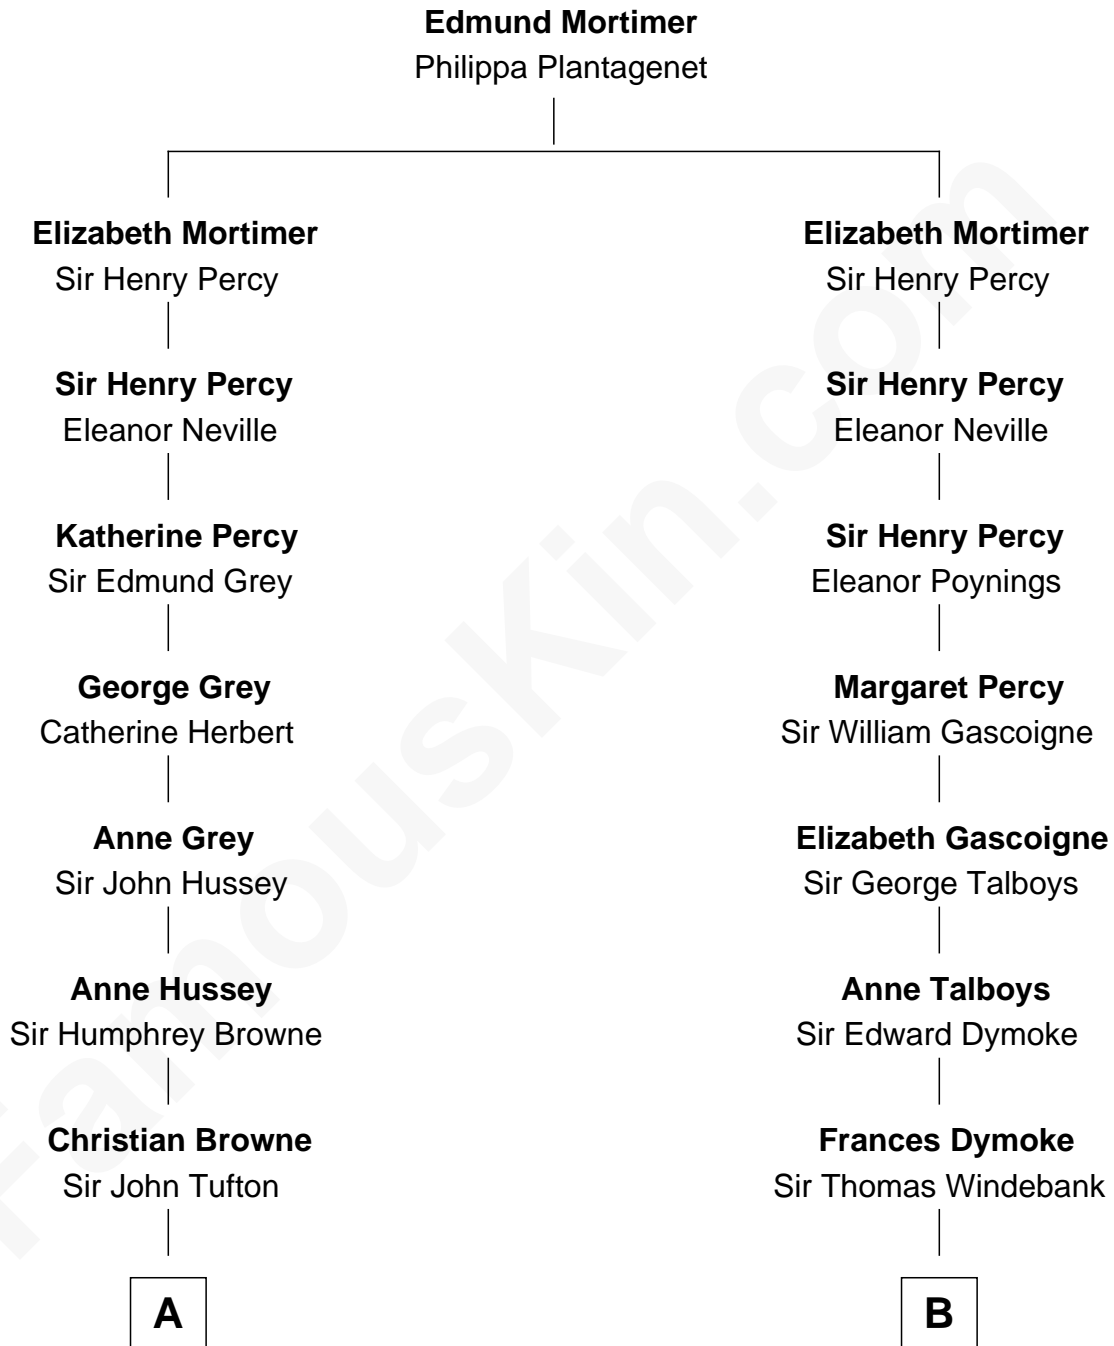 Edmund Mortimer
Philippa Plantagenet
Elizabeth Mortimer
Sir Henry Percy
Sir Henry Percy
Eleanor Neville
Katherine Percy
Sir Edmund Grey
George Grey
Catherine Herbert
Anne Grey
Sir John Hussey
Anne Hussey
Sir Humphrey Browne
Christian Browne
Sir John Tufton
A
Elizabeth Mortimer
Sir Henry Percy
Sir Henry Percy
Eleanor Neville
Sir Henry Percy
Eleanor Poynings
Margaret Percy
Sir William Gascoigne
Elizabeth Gascoigne
Sir George Talboys
Anne Talboys
Sir Edward Dymoke
Frances Dymoke
Sir Thomas Windebank
B
FamousKin.com